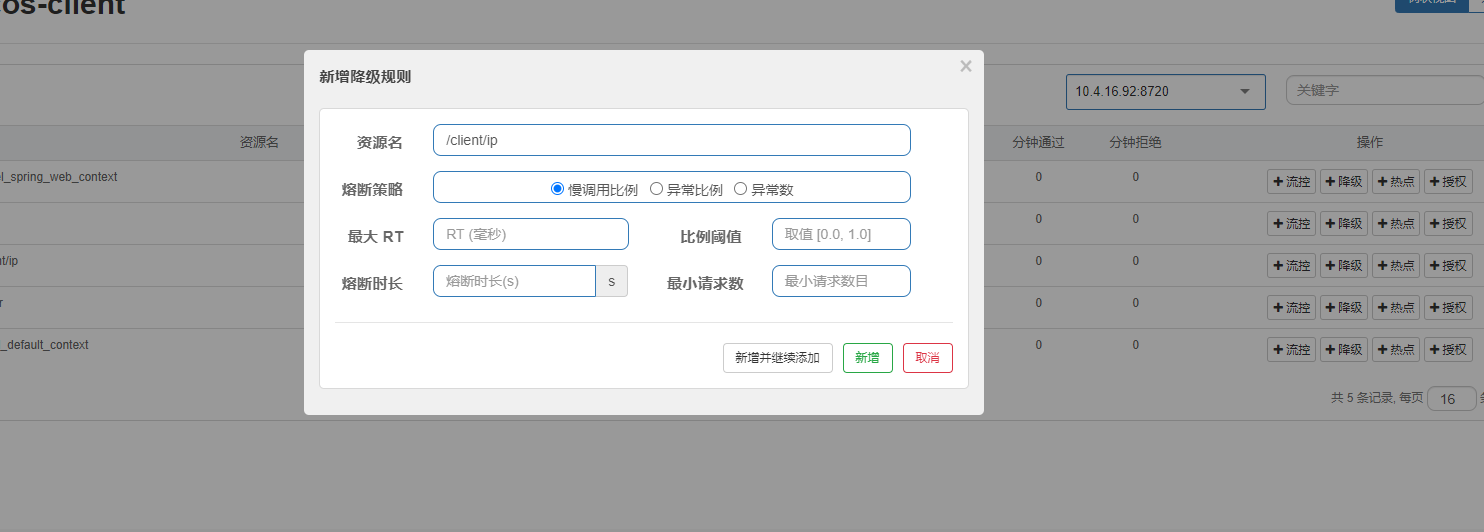 cos-client
新增降级规则 ×
10.4.16.92:8720 关键字
资源名 /client/ip
资源名 分钟通过 分钟拒绝 操作
l_spring_web_context 0 0 流控 降级 热点 授权
熔断策略 慢调用比例 异常比例 异常数
0 0 流控 降级 热点 授权
最大 RT RT (毫秒) 比例阈值 取值 [0.0, 1.0]
t/ip 0 0 流控 降级 热点 授权
熔断时长 熔断时长(s) s 最小请求数 最小请求数目
r 0 0 流控 降级 热点 授权
_default_context 0 0 流控 降级 热点 授权
新增并继续添加 新增 取消
共 5 条记录, 每页 16